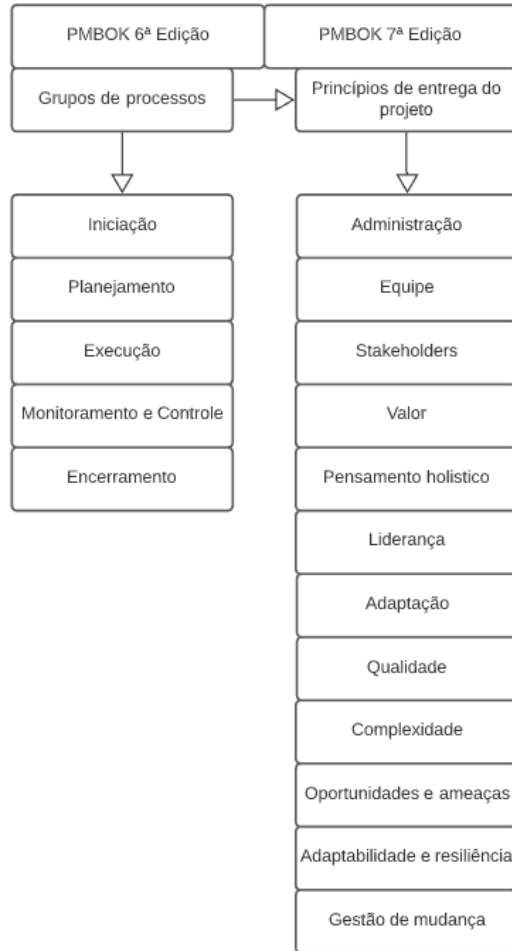 PMBOK 6ª Edição
PMBOK 7ª Edição
Grupos de processos
Princípios de entrega do
projeto
Iniciação
Planejamento
Execução
Monitoramento e Controle
Encerramento
Administração
Equipe
Stakeholders
Valor
Pensamento holistico
Liderança
Adaptação
Qualidade
Complexidade
Oportunidades e ameaças
Adaptabilidade e resiliência
Gestão de mudança